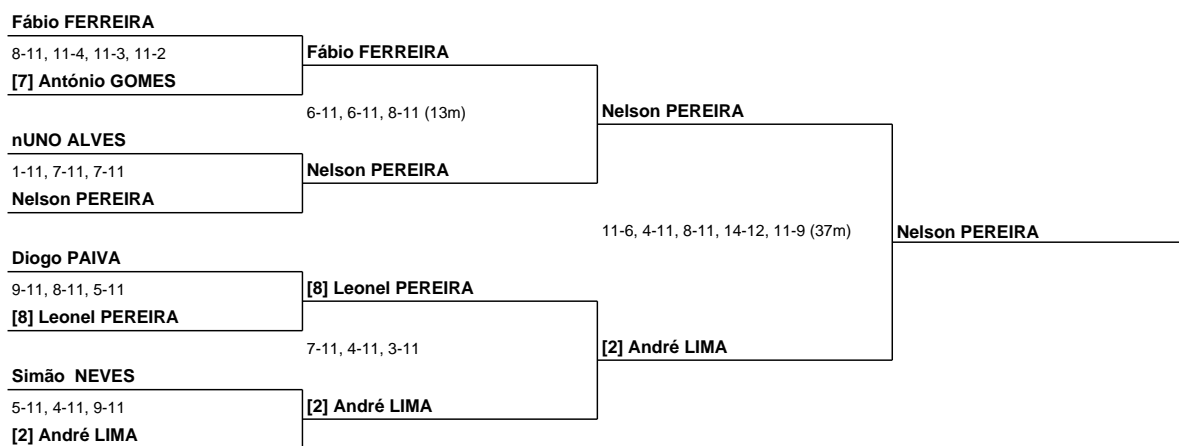 Fábio FERREIRA
8-11, 11-4, 11-3, 11-2
Fábio FERREIRA
[7] António GOMES
6-11, 6-11, 8-11 (13m)
Nelson PEREIRA
nUNO ALVES
1-11, 7-11, 7-11
Nelson PEREIRA
Nelson PEREIRA
11-6, 4-11, 8-11, 14-12, 11-9 (37m)
Nelson PEREIRA
Diogo PAIVA
9-11, 8-11, 5-11
[8] Leonel PEREIRA
[8] Leonel PEREIRA
7-11, 4-11, 3-11
[2] André LIMA
Simão  NEVES
5-11, 4-11, 9-11
[2] André LIMA
[2] André LIMA